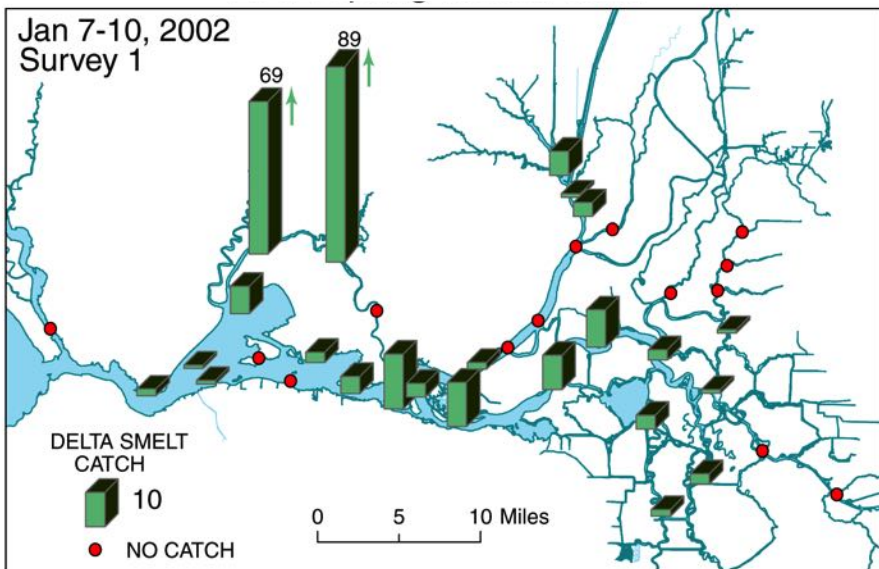 Jan 7-10, 2002
Survey 1
69
89
DELTA SMELT
CATCH
10
NO CATCH
0 5 10 Miles